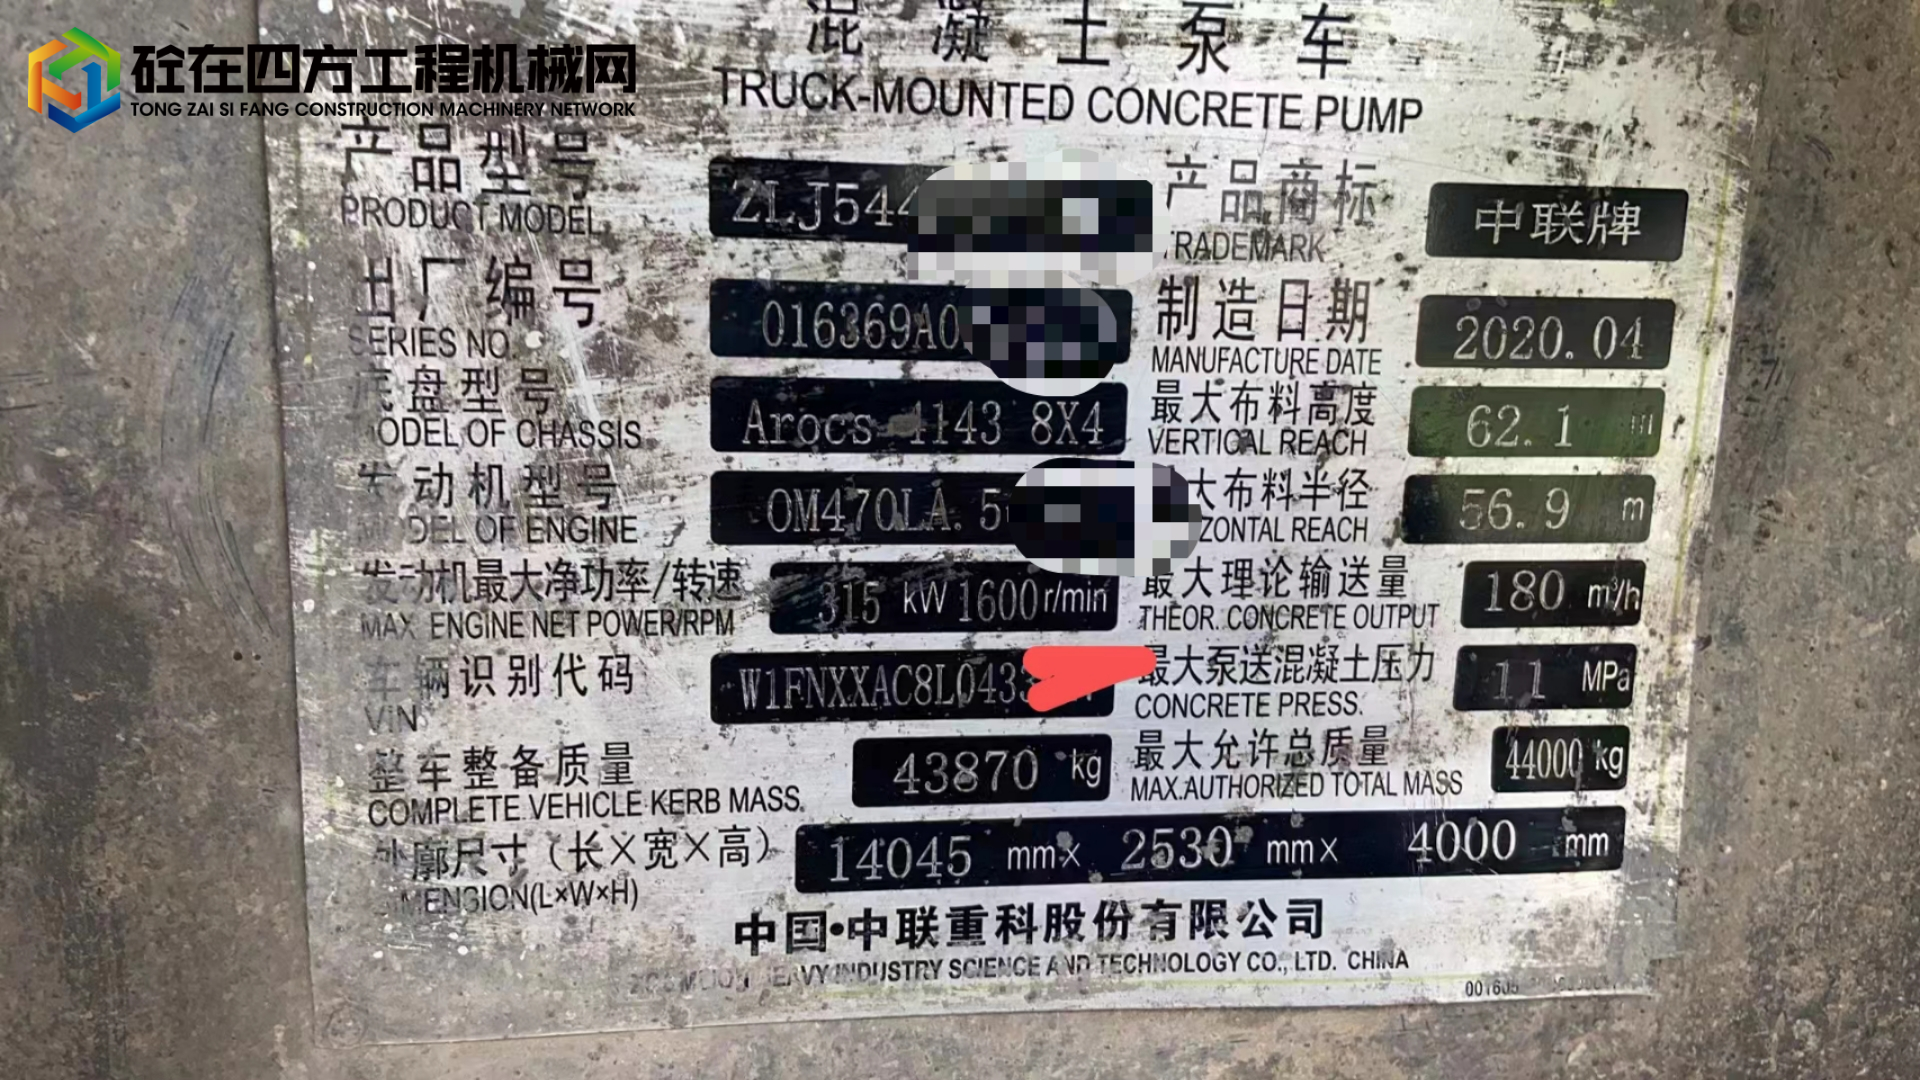 砼在四方工程机械网
TONG ZAI SI FANG CONSTRUCTION MACHINERY NETWORK
混凝土泵车
TRUCK-MOUNTED CONCRETE PUMP
产品型号 ZLJ544 产品商标 中联牌
PRODUCT MODEL TRADEMARK
出厂编号 016369A0 制造日期 2020.04
SERIES NO. MANUFACTURE DATE
底盘型号 Arocs 4143 8X4 最大布料高度 62.1 m
ODEL OF CHASSIS VERTICAL REACH
发动机型号 OM470LA.5 大布料半径 56.9 m
MODEL OF ENGINE ZONTAL REACH
发动机最大净功率/转速 315 kW 1600 r/min 最大理论输送量 180 m³/h
MAX. ENGINE NET POWER/RPM THEOR. CONCRETE OUTPUT
车辆识别代码 W1FNXXAC8L0433 最大泵送混凝土压力 11 MPa
VIN CONCRETE PRESS.
整车整备质量 43870 kg 最大允许总质量 44000 kg
COMPLETE VEHICLE KERB MASS. MAX.AUTHORIZED TOTAL MASS
外廓尺寸(长×宽×高) 14045 mm× 2530 mm× 4000 mm
MENSION(L×W×H)
中国·中联重科股份有限公司
HEAVY INDUSTRY SCIENCE AND TECHNOLOGY CO., LTD. CHINA